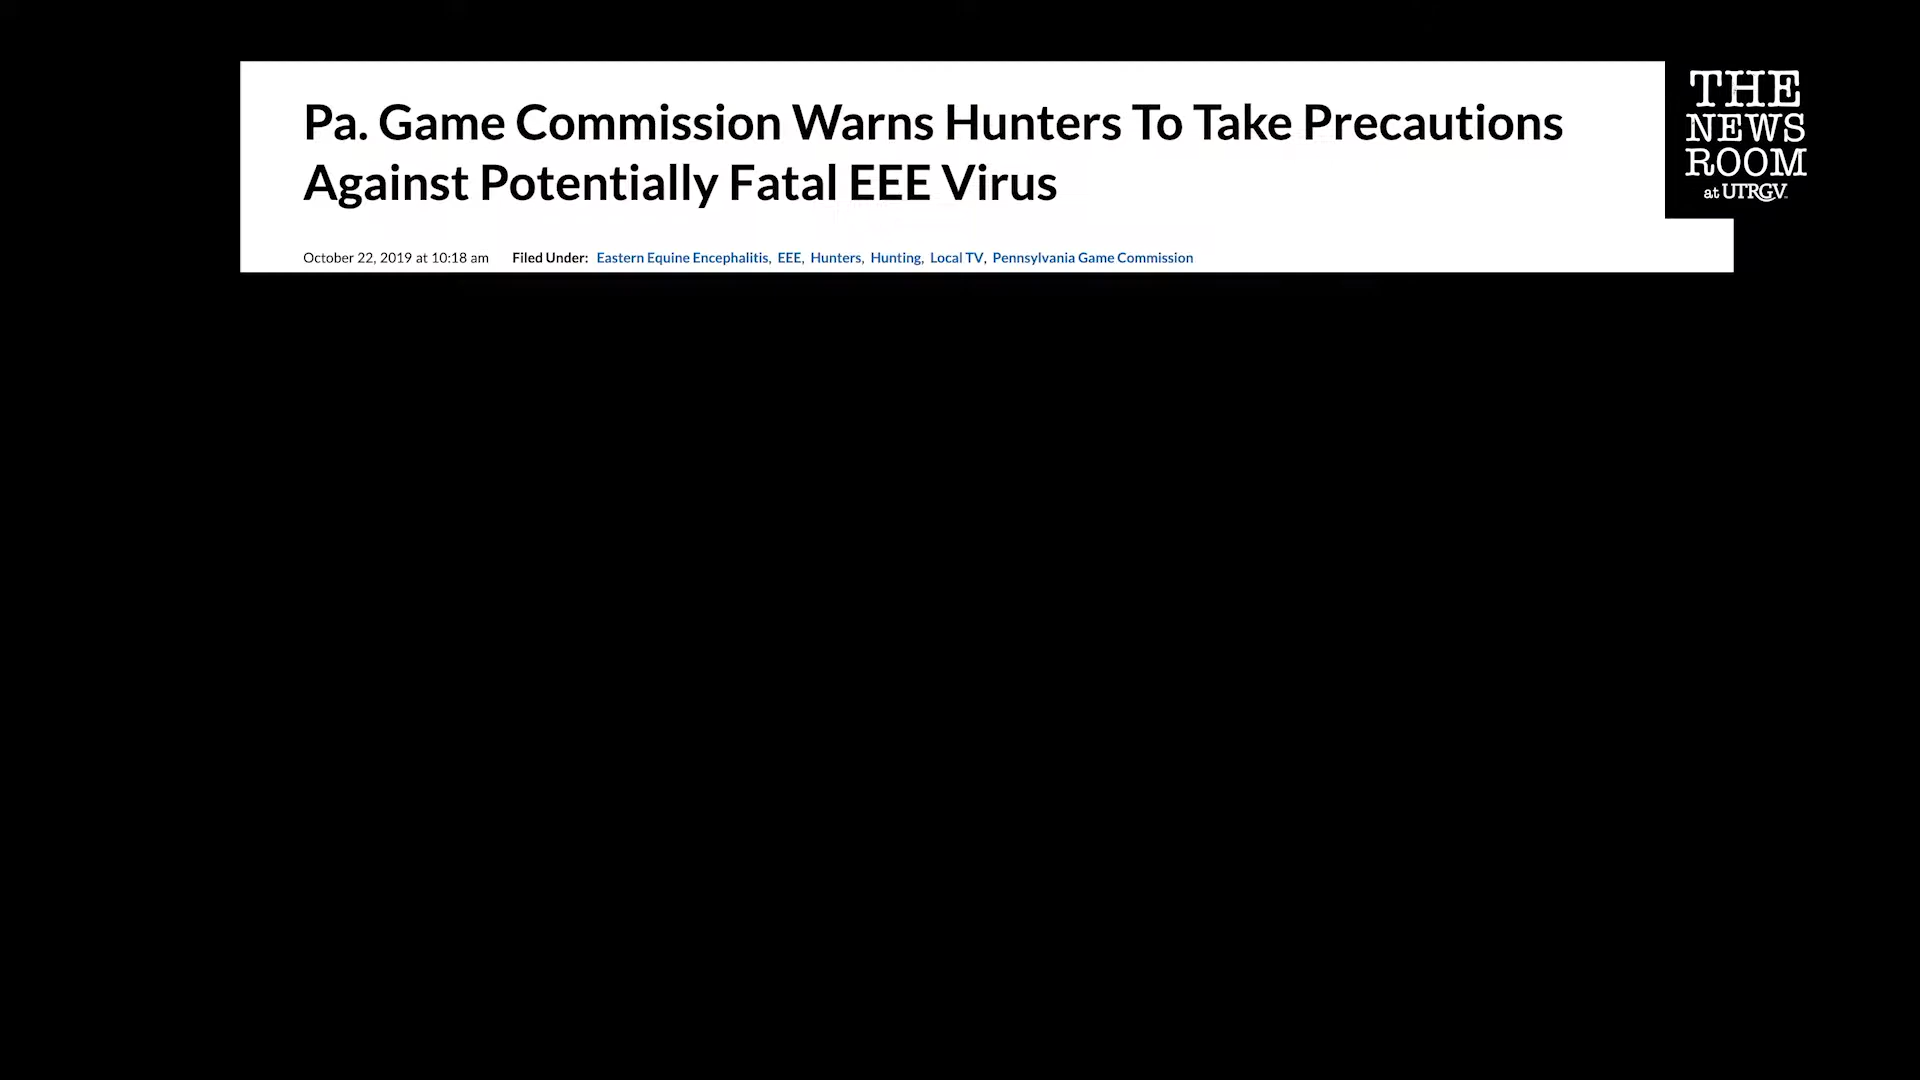 Pa. Game Commission Warns Hunters To Take Precautions
Against Potentially Fatal EEE Virus
October 22, 2019 at 10:18 am Filed Under: Eastern Equine Encephalitis, EEE, Hunters, Hunting, Local TV, Pennsylvania Game Commission
THE
NEWS
ROOM
at UTRGV